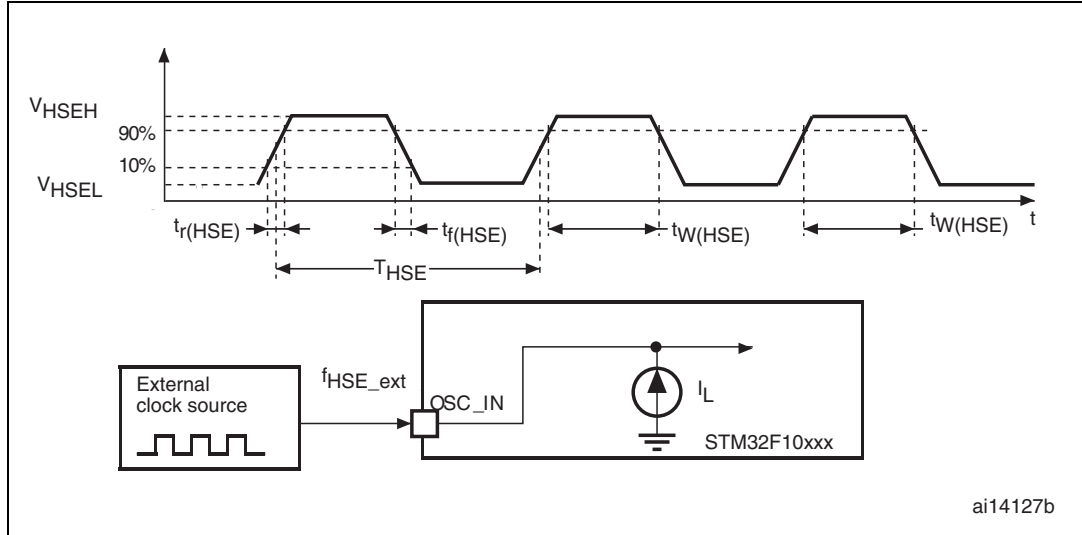 VHSEH
90%
10%
VHSEL
tr(HSE)
tf(HSE)
tW(HSE)
tW(HSE)
t
THSE
External
clock source
fHSE_ext
OSC_IN
IL
STM32F10xxx
ai14127b